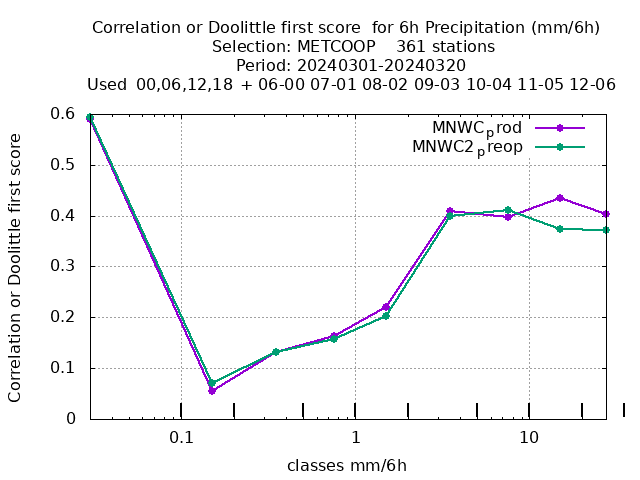 Correlation or Doolittle first score  for 6h Precipitation (mm/6h)
Selection: METCOOP    361 stations
Period: 20240301-20240320
Used  00,06,12,18  + 06-00 07-01 08-02 09-03 10-04 11-05 12-06
MNWCprod
MNWC2preop
Correlation or Doolittle first score
0.6
0.5
0.4
0.3
0.2
0.1
0
0.1
1
10
classes mm/6h